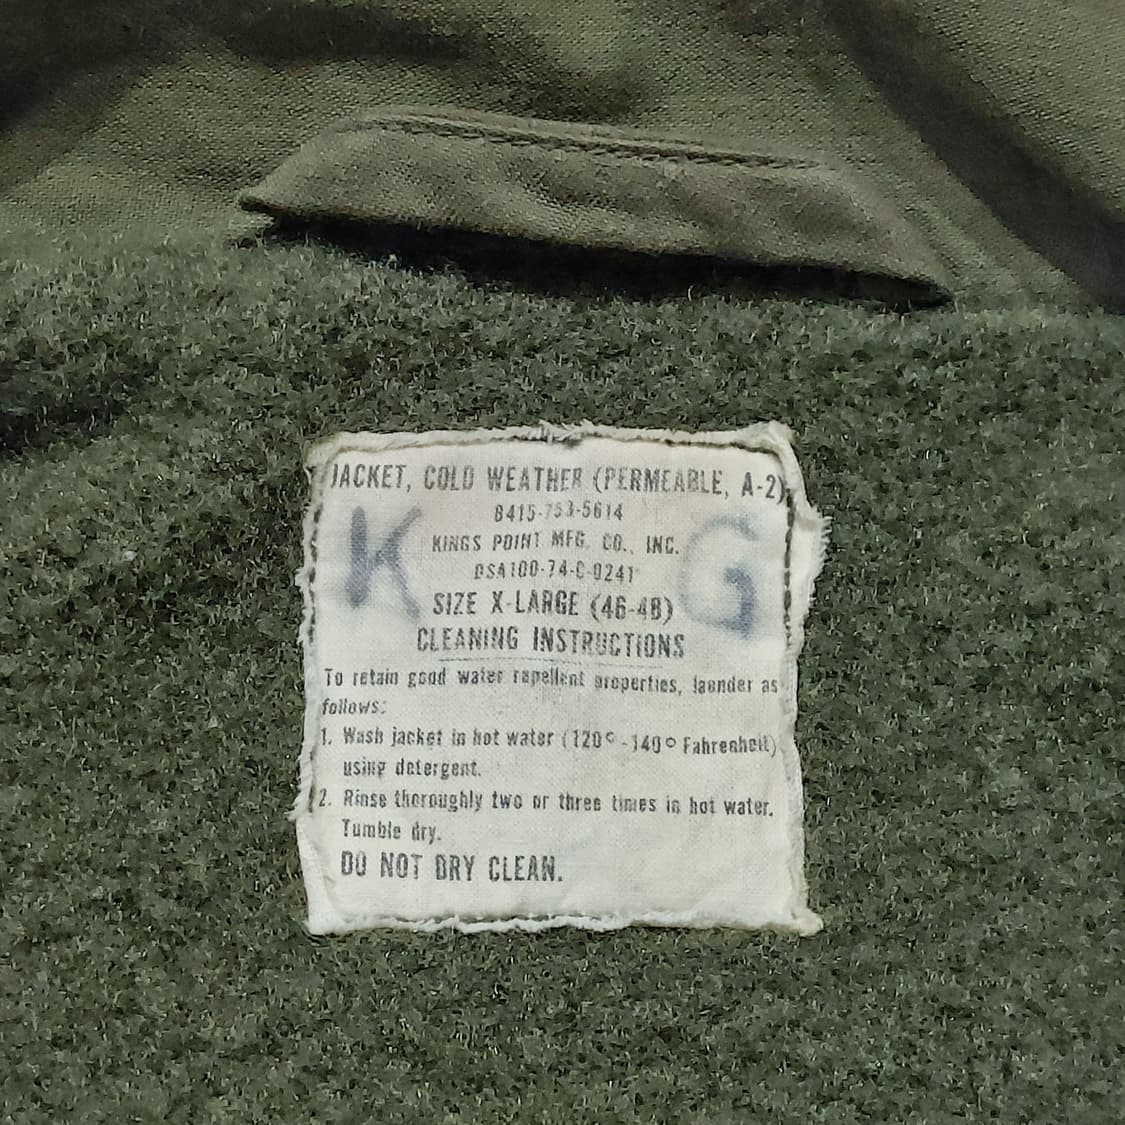 JACKET, COLD WEATHER (PERMEABLE, A-2)
8415-753-5614
K
KINGS POINT MFG. CO., INC.
G
DSA100-74-C-0241
SIZE X-LARGE (46-48)
CLEANING INSTRUCTIONS
To retain good water repellent properties, launder as
follows:
1. Wash jacket in hot water (120° -140° Fahrenheit)
using detergent.
2. Rinse thoroughly two or three times in hot water.
Tumble dry.
DO NOT DRY CLEAN.